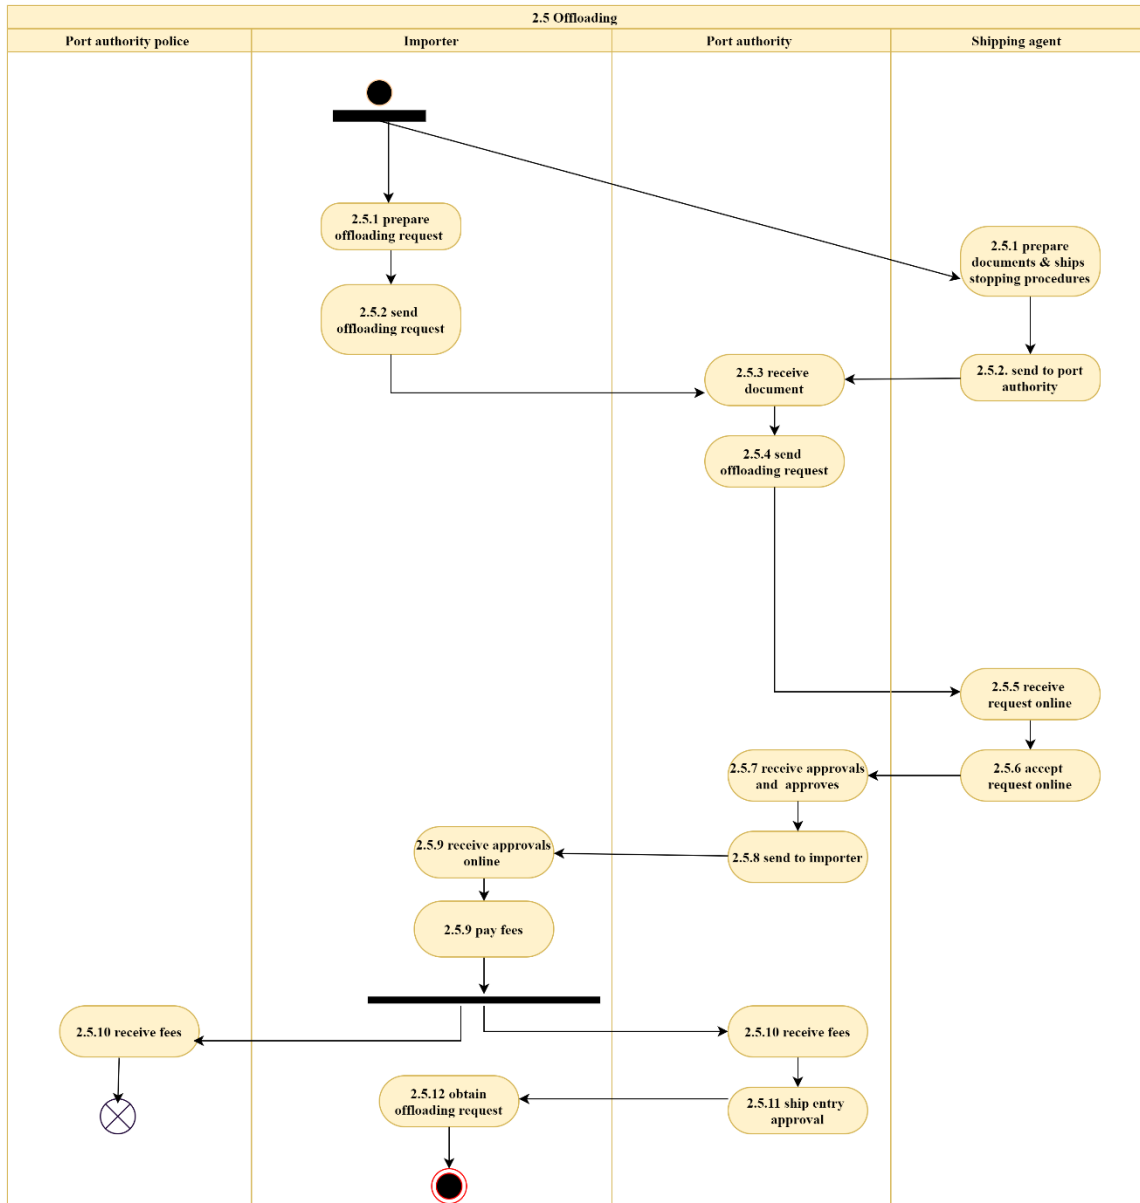 2.5 Offloading
Port authority police
Importer
Port authority
Shipping agent
2.5.1 prepare
offloading request
2.5.1 prepare
documents & ships
stopping procedures
2.5.2 send
offloading request
2.5.3 receive
document
2.5.2. send to port
authority
2.5.4 send
offloading request
2.5.5 receive
request online
2.5.7 receive approvals
and approves
2.5.6 accept
request online
2.5.9 receive approvals
online
2.5.8 send to importer
2.5.9 pay fees
2.5.10 receive fees
2.5.10 receive fees
2.5.12 obtain
offloading request
2.5.11 ship entry
approval